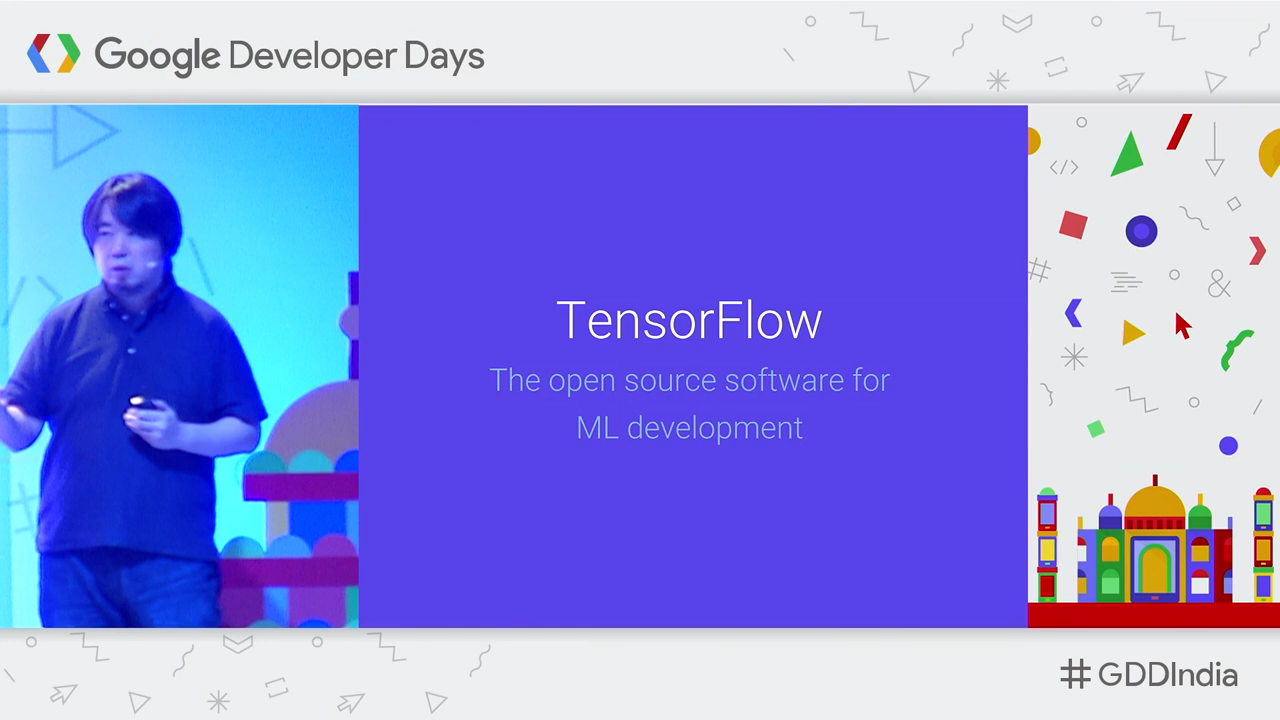 Google Developer Days
TensorFlow
The open source software for
ML development
#GDDIndia